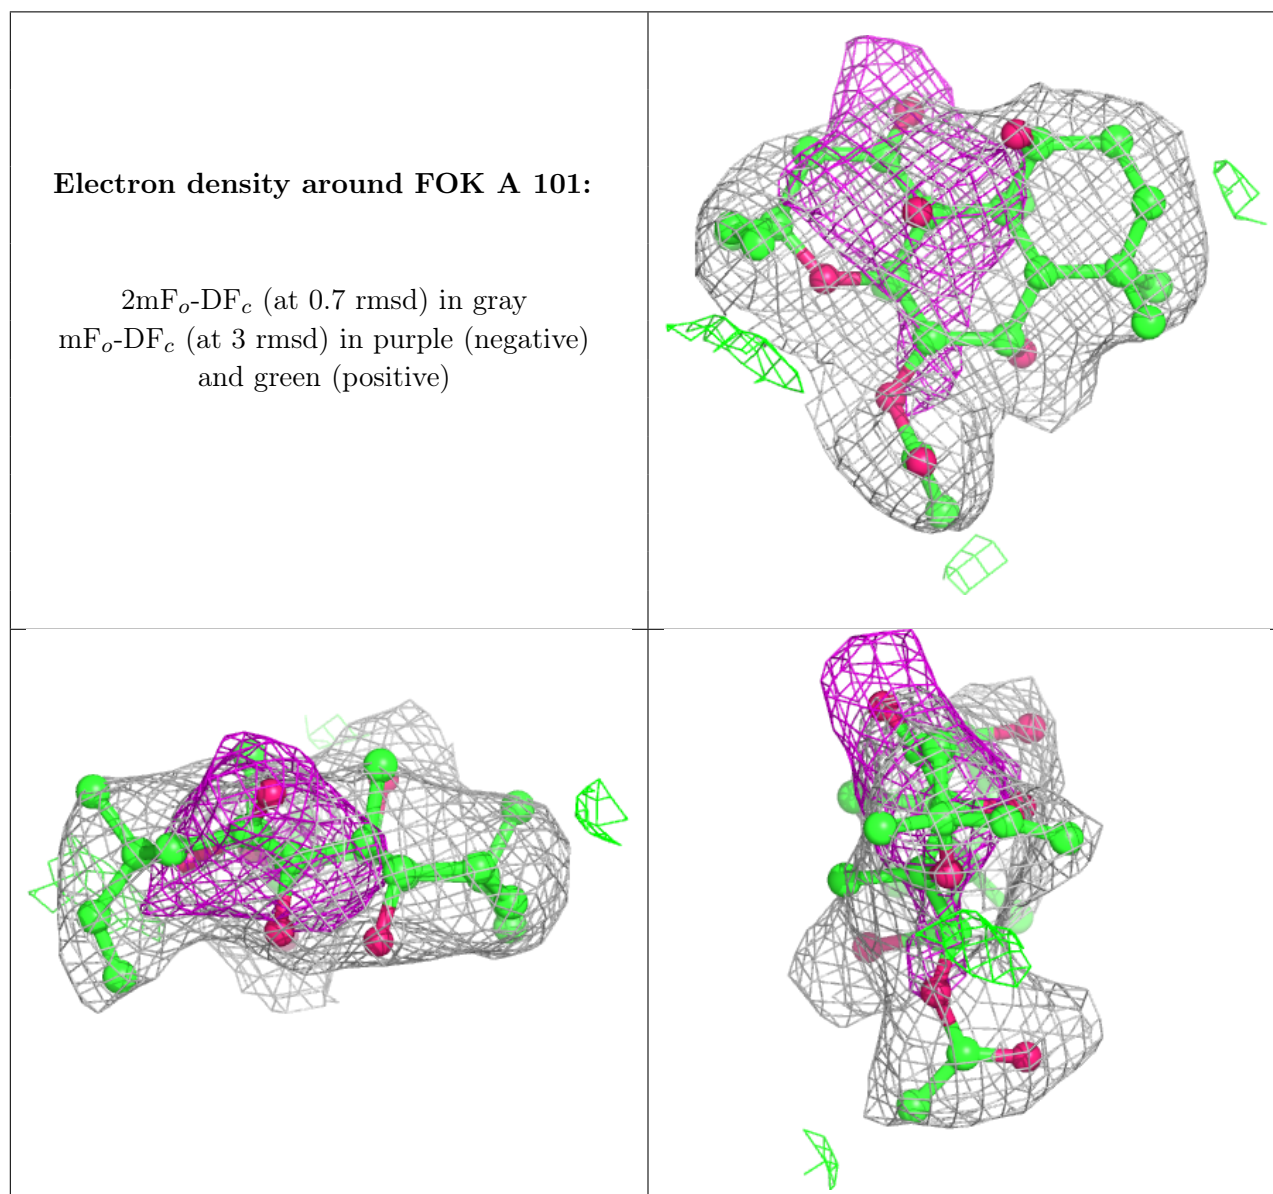 Electron density around FOK A 101:
2mFo-DFc (at 0.7 rmsd) in gray
mFo-DFc (at 3 rmsd) in purple (negative)
and green (positive)